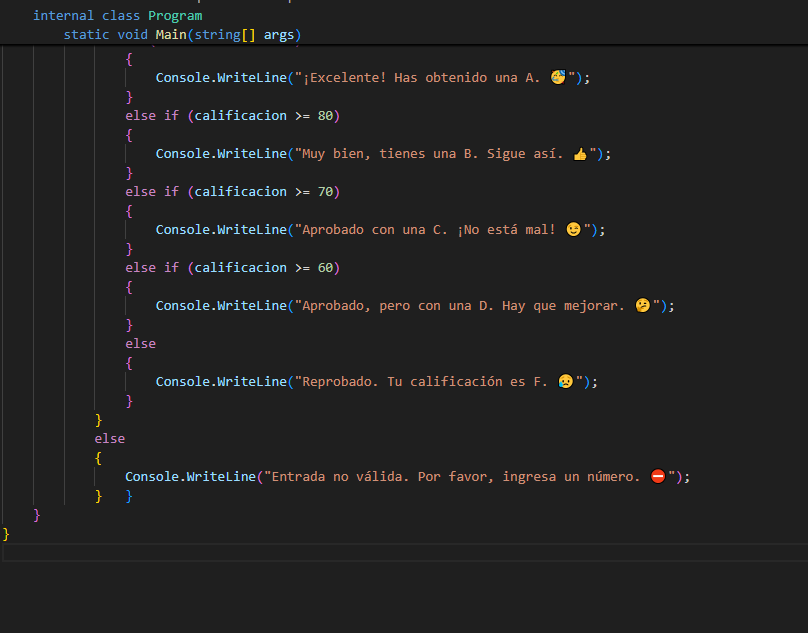 internal class Program
static void Main(string[] args)
{
Console.WriteLine("¡Excelente! Has obtenido una A. 🥳");
}
else if (calificacion >= 80)
{
Console.WriteLine("Muy bien, tienes una B. Sigue así. 👍");
}
else if (calificacion >= 70)
{
Console.WriteLine("Aprobado con una C. ¡No está mal! 😉");
}
else if (calificacion >= 60)
{
Console.WriteLine("Aprobado, pero con una D. Hay que mejorar. 🤔");
}
else
{
Console.WriteLine("Reprobado. Tu calificación es F. 😥");
}
}
else
{
Console.WriteLine("Entrada no válida. Por favor, ingresa un número. ⛔");
} }
}
}